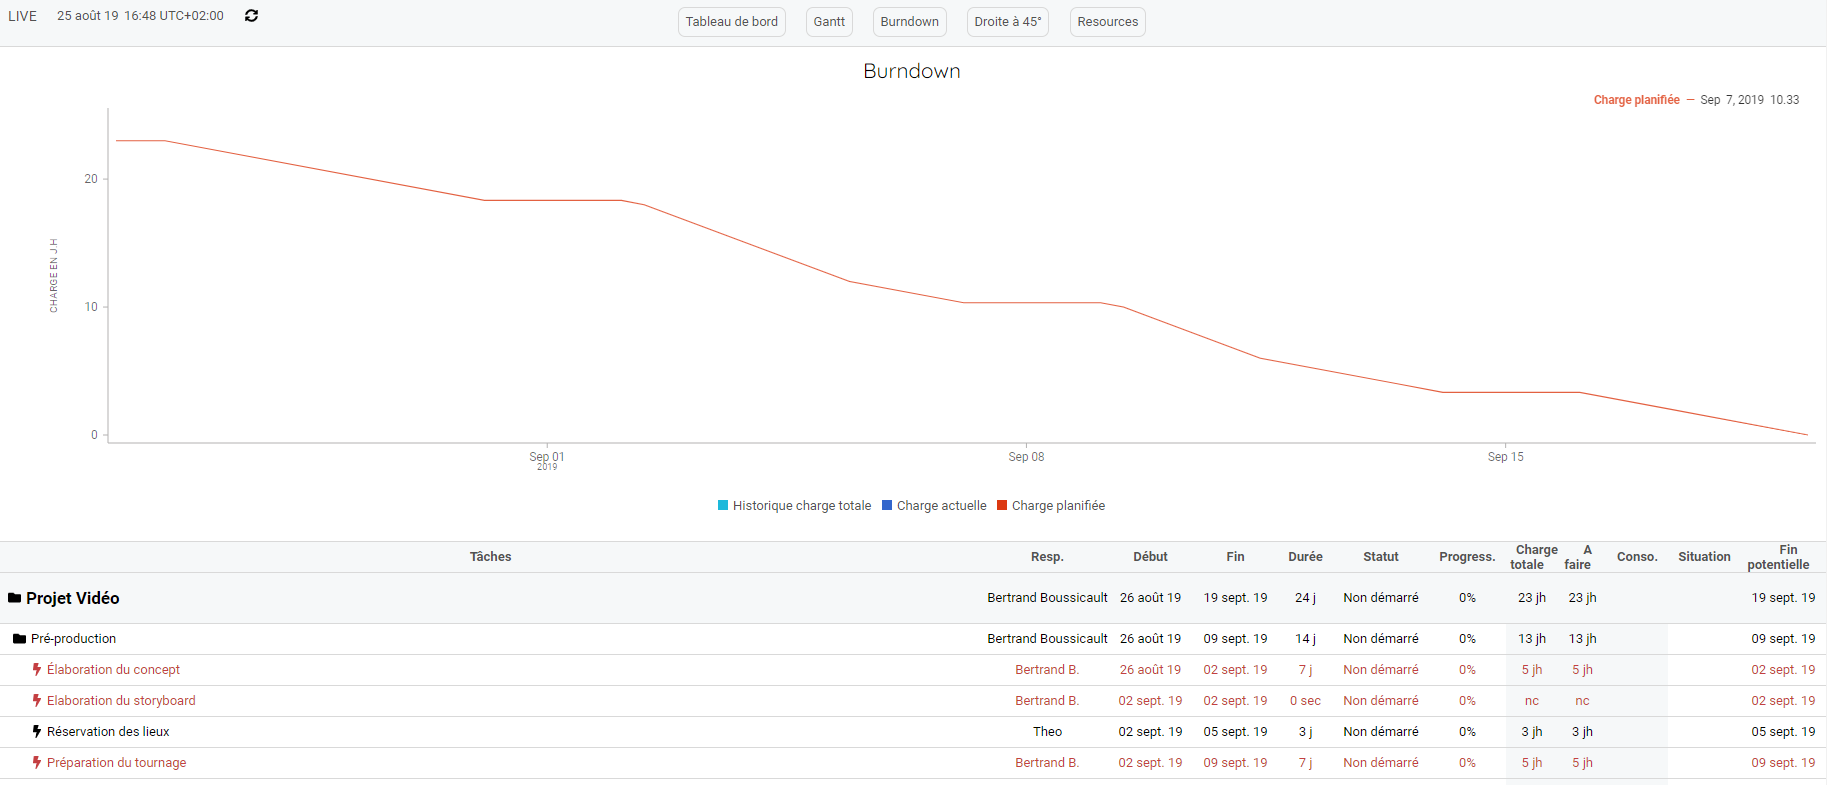 LIVE 25 août 19 16:48 UTC+02:00 Tableau de bord Gantt Burndown Droite à 45° Resources
Burndown
Charge planifiée — Sep 7, 2019 10.33
CHARGE EN J.H
20
10
0
Sep 01 Sep 08 Sep 15
2019
Historique charge totale Charge actuelle Charge planifiée
Tâches Resp. Début Fin Durée Statut Progress. Charge totale A faire Conso. Situation Fin potentielle
Projet Vidéo Bertrand Boussicault 26 août 19 19 sept. 19 24 j Non démarré 0% 23 jh 23 jh 19 sept. 19
Pré-production Bertrand Boussicault 26 août 19 09 sept. 19 14 j Non démarré 0% 13 jh 13 jh 09 sept. 19
Élaboration du concept Bertrand B. 26 août 19 02 sept. 19 7 j Non démarré 0% 5 jh 5 jh 02 sept. 19
Elaboration du storyboard Bertrand B. 02 sept. 19 02 sept. 19 0 sec Non démarré 0% nc nc 02 sept. 19
Réservation des lieux Theo 02 sept. 19 05 sept. 19 3 j Non démarré 0% 3 jh 3 jh 05 sept. 19
Préparation du tournage Bertrand B. 02 sept. 19 09 sept. 19 7 j Non démarré 0% 5 jh 5 jh 09 sept. 19